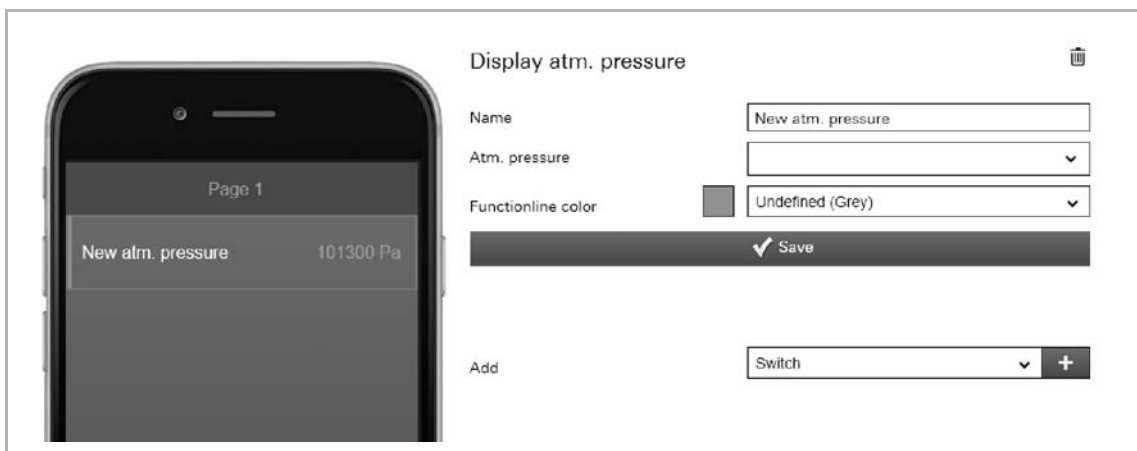 Page 1
New atm. pressure 101300 Pa
Display atm. pressure
Name New atm. pressure
Atm. pressure
Functionline color Undefined (Grey)
Save
Add Switch